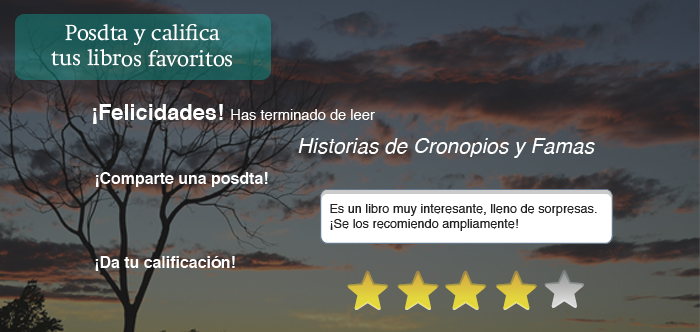 Posdta y califica
tus libros favoritos
¡Felicidades! Has terminado de leer
Historias de Cronopios y Famas
¡Comparte una posdta!
Es un libro muy interesante, lleno de sorpresas.
¡Se los recomiendo ampliamente!
¡Da tu calificación!